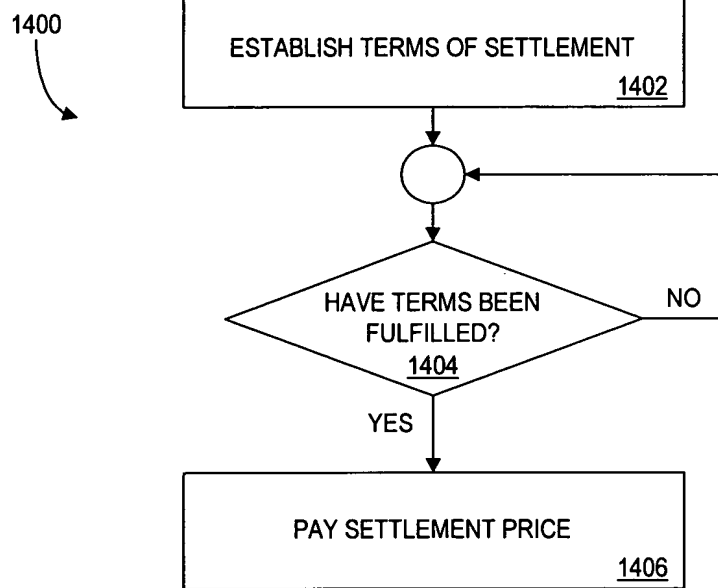 1400
ESTABLISH TERMS OF SETTLEMENT
1402
HAVE TERMS BEEN
FULFILLED?
1404
NO
YES
PAY SETTLEMENT PRICE
1406